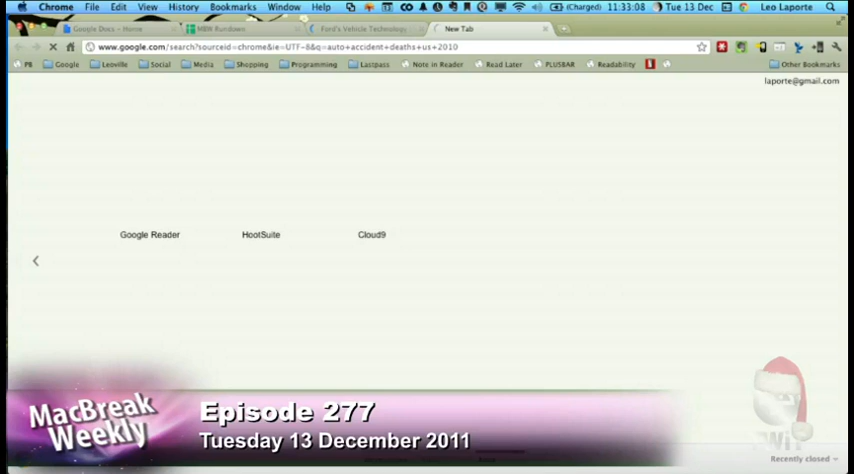 Chrome File Edit View History Bookmarks Window Help (Charged) 11:33:08 Tue 13 Dec Leo Laporte
Google Docs - Home MBW Rundown Ford's Vehicle Technology New Tab
www.google.com/search?sourceid=chrome&ie=UTF-8&q=auto+accident+deaths+us+2010
PB Google Leoville Social Media Shopping Programming Lastpass Note in Reader Read Later PLUSBAR Readability Other Bookmarks
laporte@gmail.com
Google Reader HootSuite Cloud9
MacBreak
Weekly
Episode 277
Tuesday 13 December 2011
Recently closed